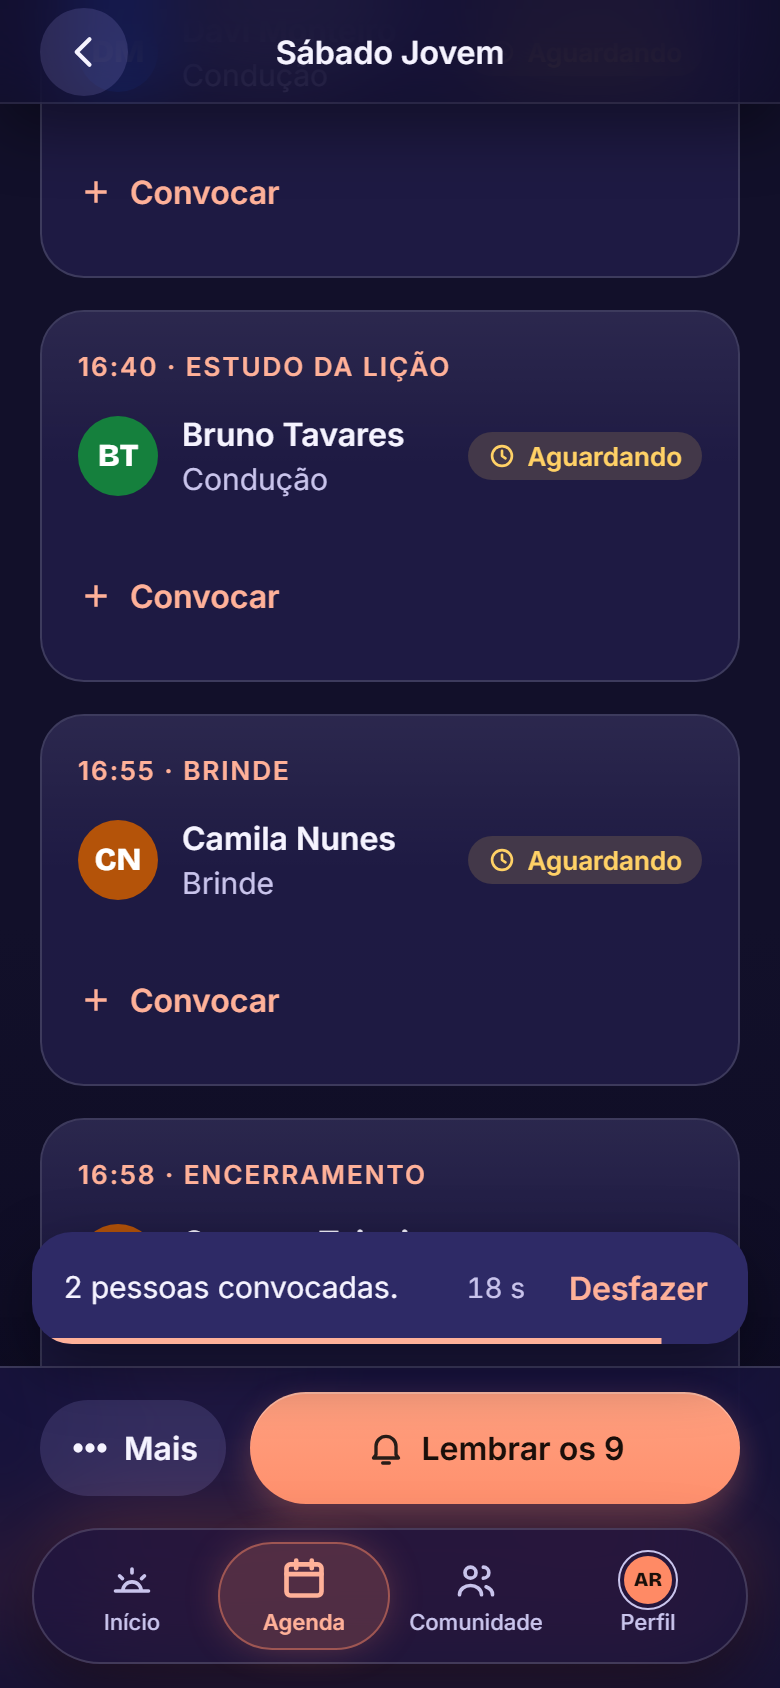 Sábado Jovem
Condução
Aguardando
+ Convocar
16:40 · ESTUDO DA LIÇÃO
BT
Bruno Tavares
Condução
Aguardando
+ Convocar
16:55 · BRINDE
CN
Camila Nunes
Brinde
Aguardando
+ Convocar
16:58 · ENCERRAMENTO
2 pessoas convocadas.
18 s
Desfazer
Mais
Lembrar os 9
Início
Agenda
Comunidade
AR
Perfil